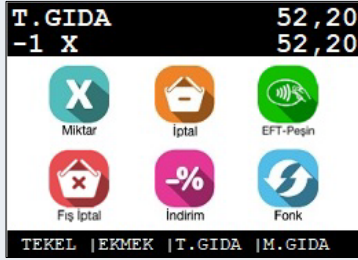 T.GIDA 52,20
-1 X 52,20
X
Miktar İptal EFT-Peşin
-%
Fiş İptal İndirim Fonk
TEKEL |EKMEK |T.GIDA |M.GIDA